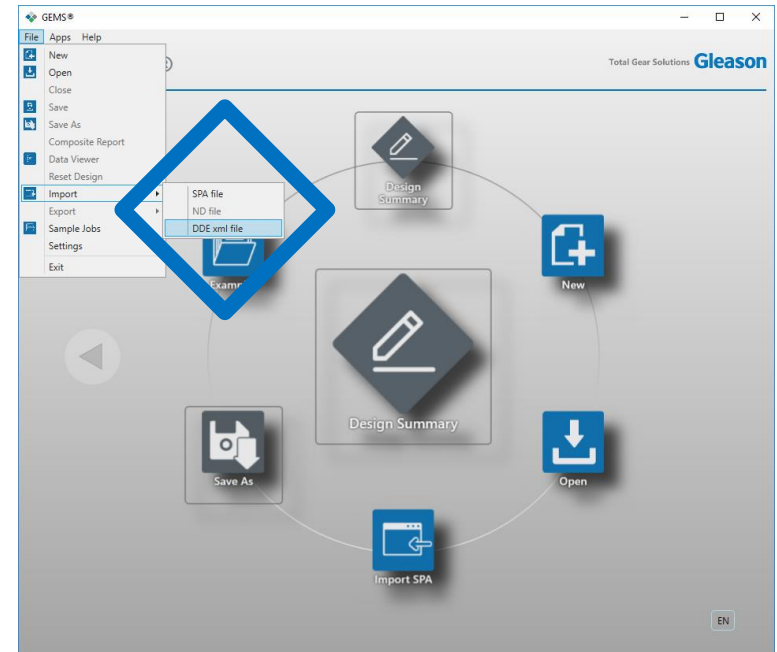 GEMS®
File Apps Help
Total Gear Solutions Gleason
New
Open
Close
Save
Save As
Composite Report
Data Viewer
Reset Design
Import
Export
Sample Jobs
Settings
Exit
SPA file
ND file
DDE xml file
Design
Summary
New
Design Summary
Save As
Open
Import SPA
EN